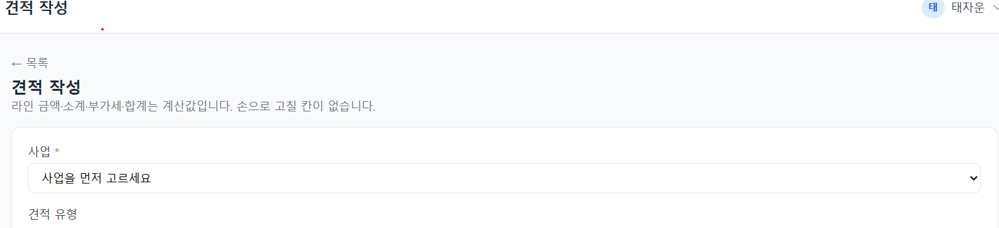 견적 작성
태 태자운
← 목록
견적 작성
라인 금액·소계·부가세·합계는 계산값입니다. 손으로 고칠 칸이 없습니다.
사업 *
사업을 먼저 고르세요
견적 유형